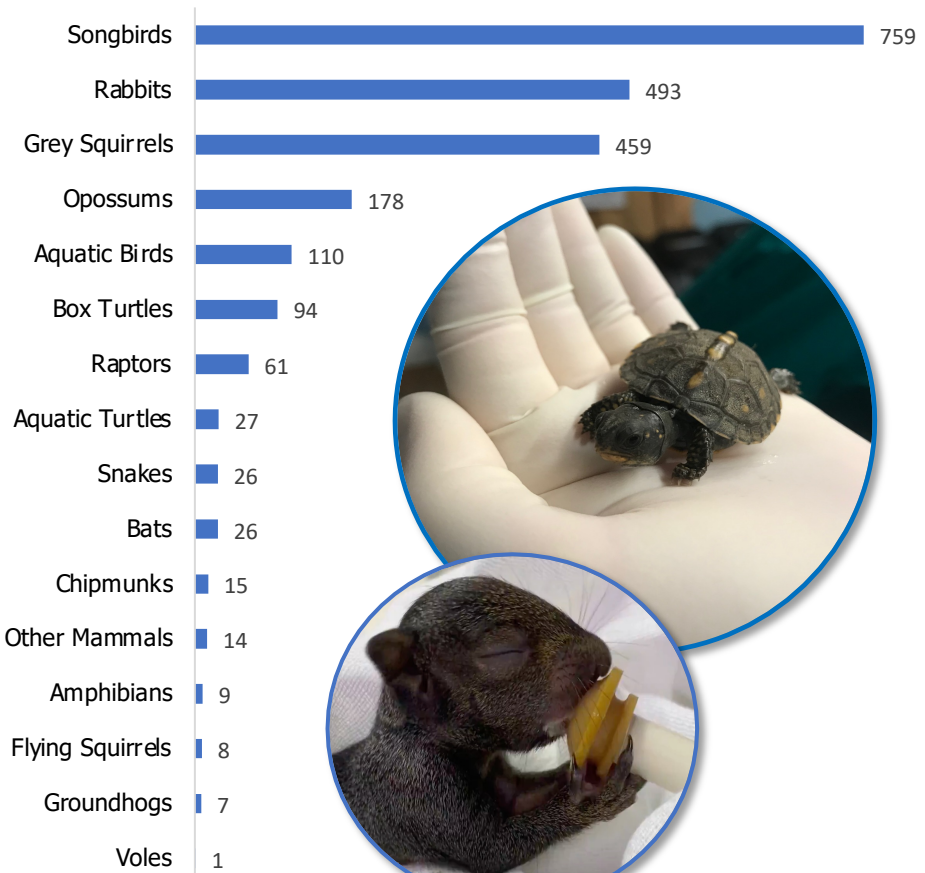 Songbirds 759
Rabbits 493
Grey Squirrels 459
Opossums 178
Aquatic Birds 110
Box Turtles 94
Raptors 61
Aquatic Turtles 27
Snakes 26
Bats 26
Chipmunks 15
Other Mammals 14
Amphibians 9
Flying Squirrels 8
Groundhogs 7
Voles 1